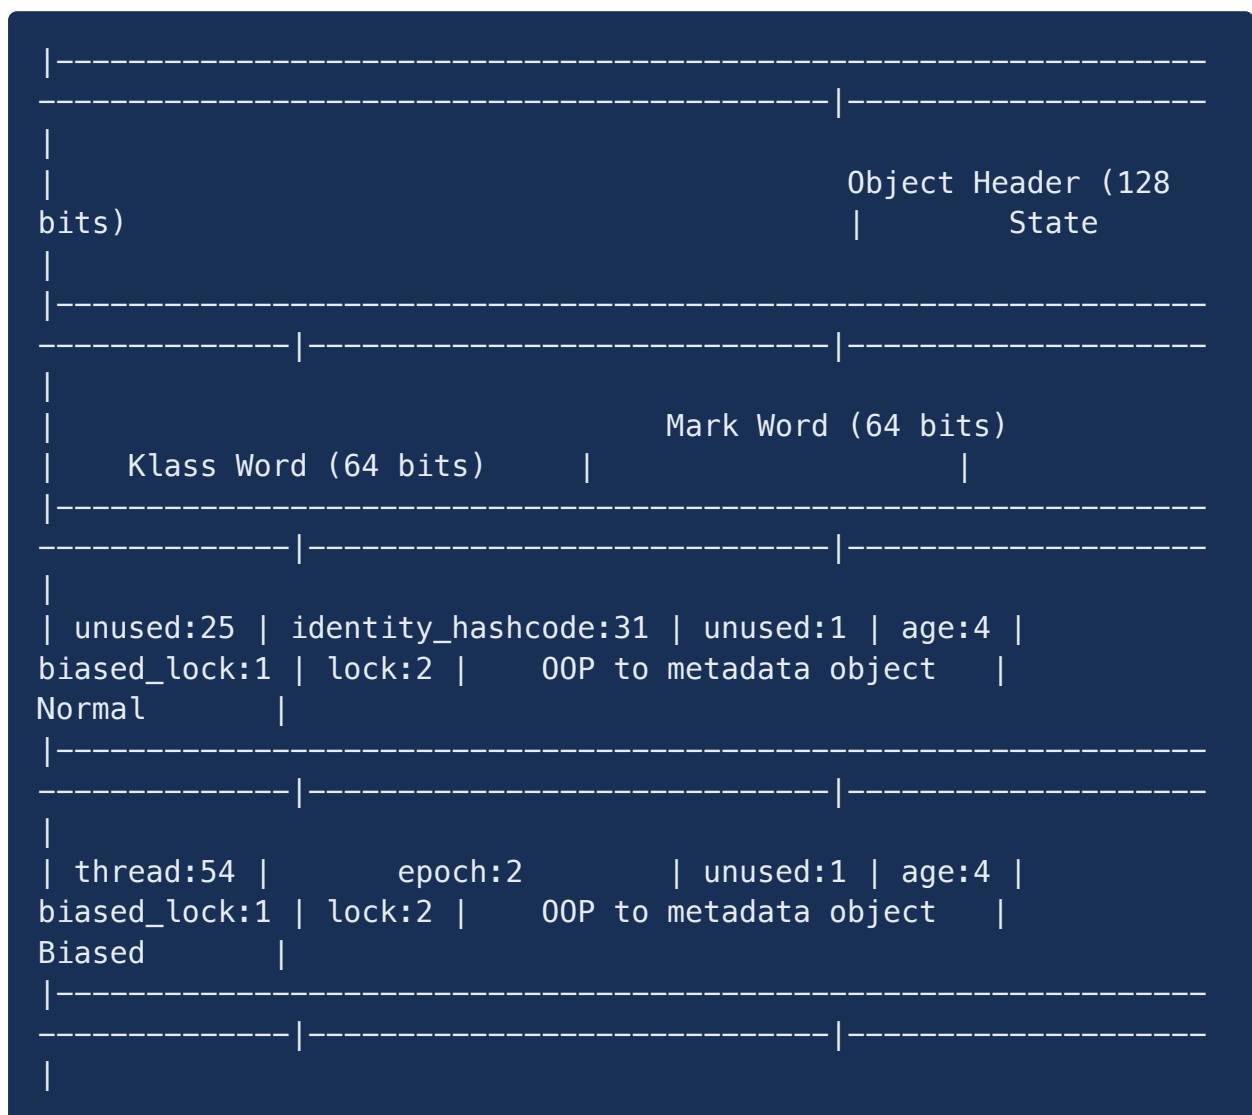 |----------------------------------------------------------------
--------------------------------------------|--------------------
|
|                                            Object Header (128
bits)                                        |        State
|
|----------------------------------------------------------------
--------------|-----------------------------|--------------------
|
|                                  Mark Word (64 bits)
|    Klass Word (64 bits)     |                    |
|----------------------------------------------------------------
--------------|-----------------------------|--------------------
|
| unused:25 | identity_hashcode:31 | unused:1 | age:4 |
biased_lock:1 | lock:2 |    OOP to metadata object   |
Normal       |
|----------------------------------------------------------------
--------------|-----------------------------|--------------------
|
| thread:54 |       epoch:2        | unused:1 | age:4 |
biased_lock:1 | lock:2 |    OOP to metadata object   |
Biased       |
|----------------------------------------------------------------
--------------|-----------------------------|--------------------
|